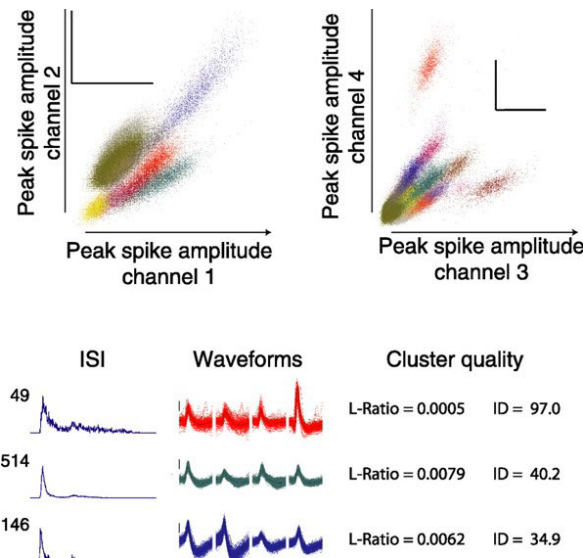 Peak spike amplitude
channel 2
Peak spike amplitude
channel 1
Peak spike amplitude
channel 4
Peak spike amplitude
channel 3
ISI Waveforms Cluster quality
49 L-Ratio = 0.0005 ID = 97.0
514 L-Ratio = 0.0079 ID = 40.2
146 L-Ratio = 0.0062 ID = 34.9